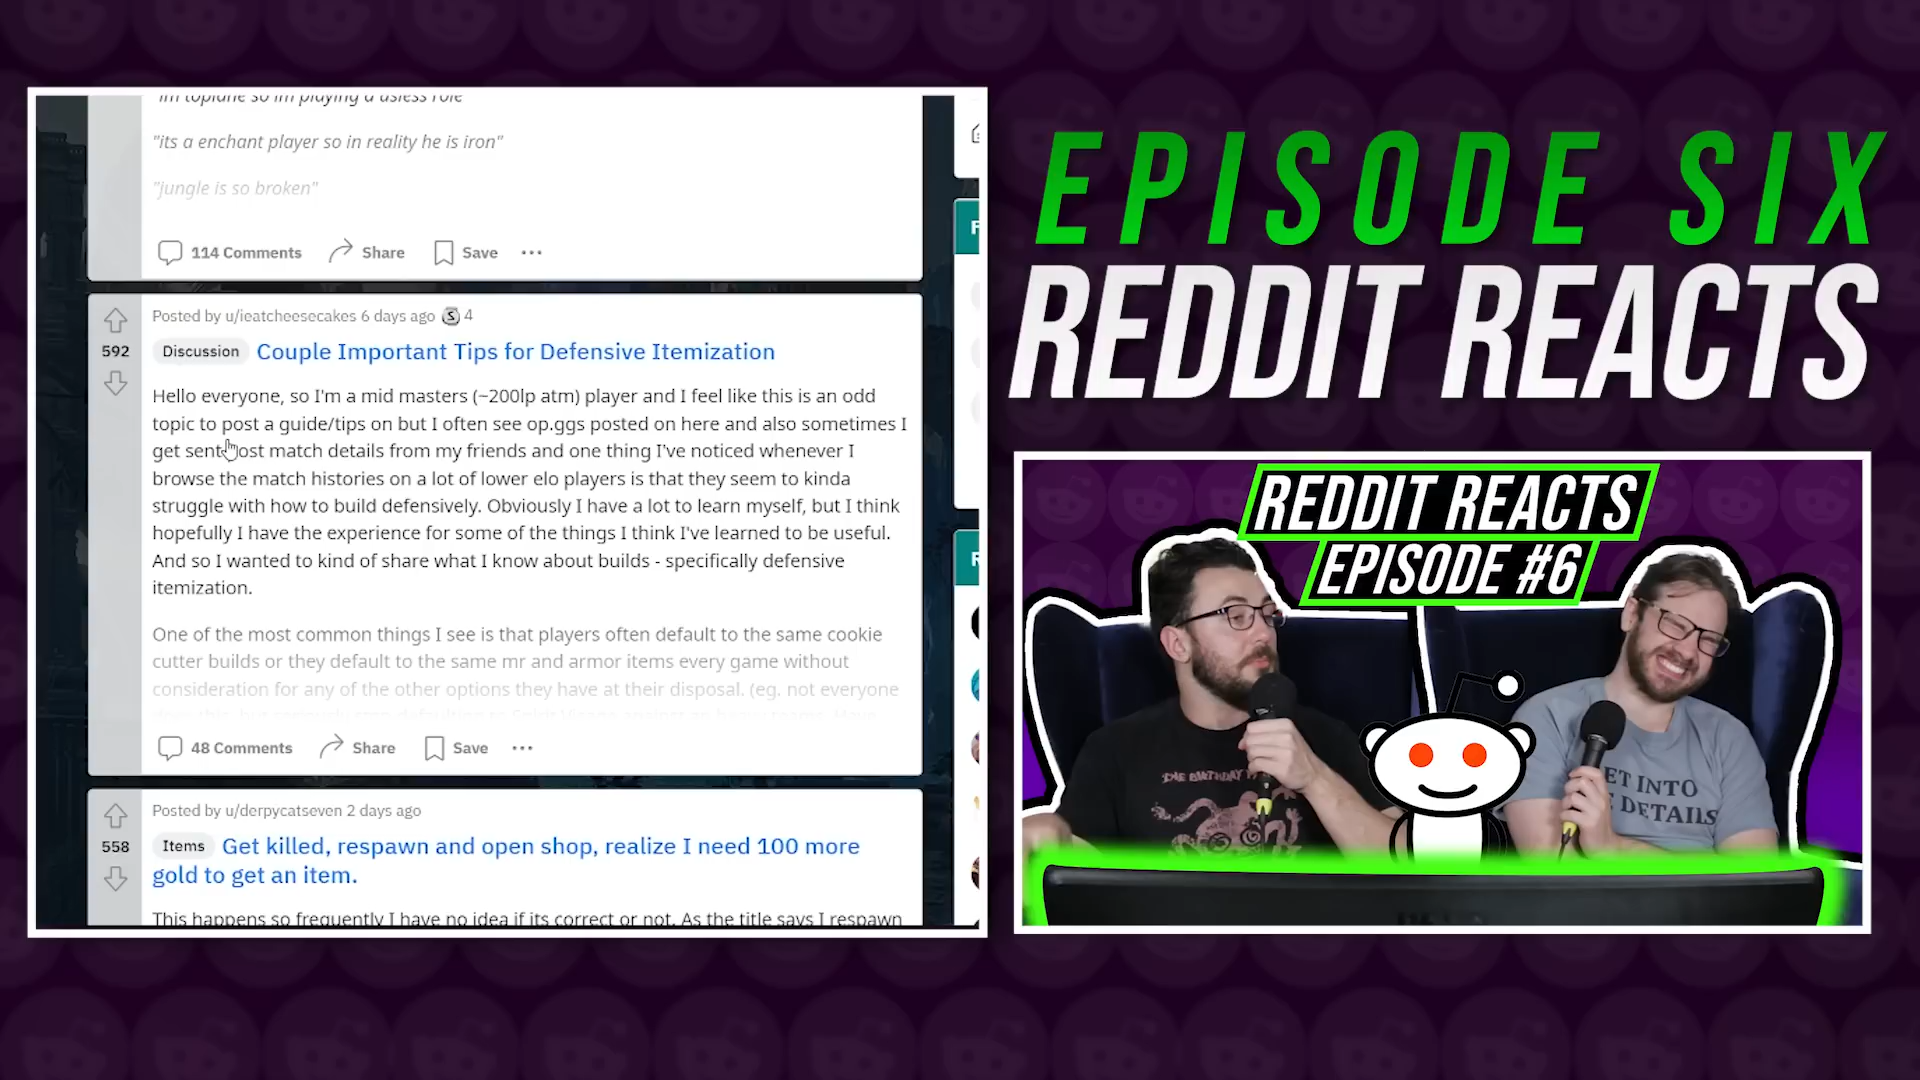 "im toplane so im playing a usless role"
"its a enchant player so in reality he is iron"
"jungle is so broken"
114 Comments Share Save ...
Posted by u/ieatcheesecakes 6 days ago S 4
592
Discussion Couple Important Tips for Defensive Itemization
Hello everyone, so I'm a mid masters (~200lp atm) player and I feel like this is an odd
topic to post a guide/tips on but I often see op.ggs posted on here and also sometimes I
get sent post match details from my friends and one thing I've noticed whenever I
browse the match histories on a lot of lower elo players is that they seem to kinda
struggle with how to build defensively. Obviously I have a lot to learn myself, but I think
hopefully I have the experience for some of the things I think I've learned to be useful.
And so I wanted to kind of share what I know about builds - specifically defensive
itemization.
One of the most common things I see is that players often default to the same cookie
cutter builds or they default to the same mr and armor items every game without
consideration for any of the other options they have at their disposal. (eg. not everyone
48 Comments Share Save ...
Posted by u/derpycatseven 2 days ago
558
Items Get killed, respawn and open shop, realize I need 100 more
gold to get an item.
This happens so frequently I have no idea if its correct or not. As the title says I respawn
EPISODE SIX
REDDIT REACTS
REDDIT REACTS
EPISODE #6
THE BIRTHDAY
ET INTO
DETAILS